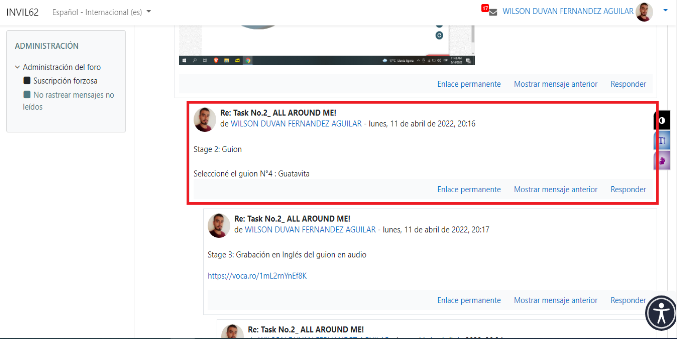 INVIL62 Español - Internacional (es) 17 WILSON DUVAN FERNANDEZ AGUILAR
ADMINISTRACIÓN
Administración del foro
Suscripción forzosa
No rastrear mensajes no
leídos
Enlace permanente Mostrar mensaje anterior Responder
Re: Task No.2_ ALL AROUND ME!
de WILSON DUVAN FERNANDEZ AGUILAR - lunes, 11 de abril de 2022, 20:16
Stage 2: Guion
Seleccioné el guion N°4 : Guatavita
Enlace permanente Mostrar mensaje anterior Responder
Re: Task No.2_ ALL AROUND ME!
de WILSON DUVAN FERNANDEZ AGUILAR - lunes, 11 de abril de 2022, 20:17
Stage 3: Grabación en Inglés del guion en audio
Enlace permanente Mostrar mensaje anterior Responder
Re: Task No.2_ ALL AROUND ME!